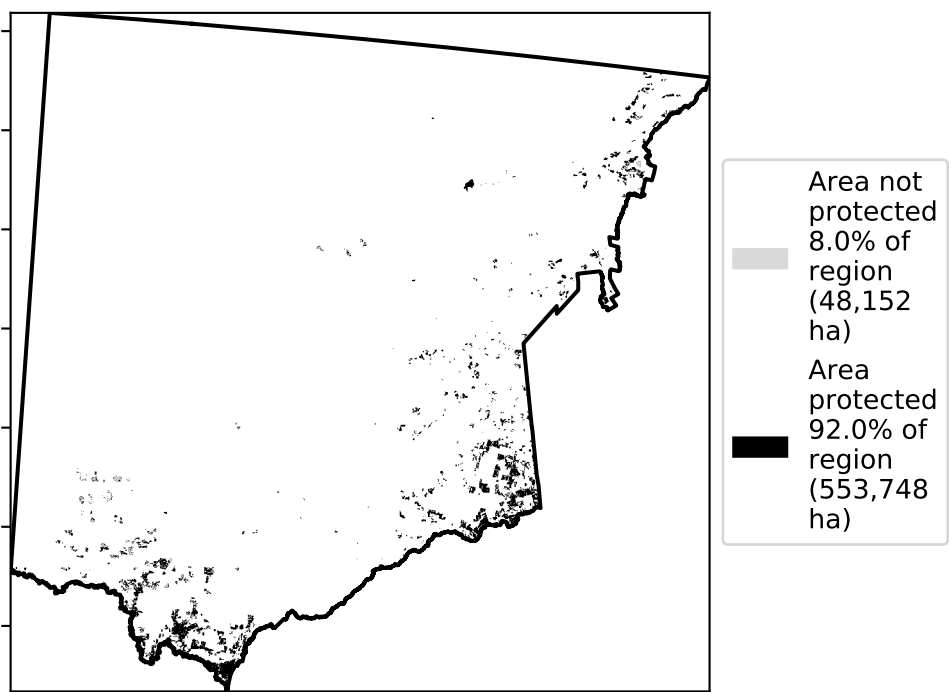 Area not
protected
8.0% of
region
(48,152
ha)
Area
protected
92.0% of
region
(553,748
ha)